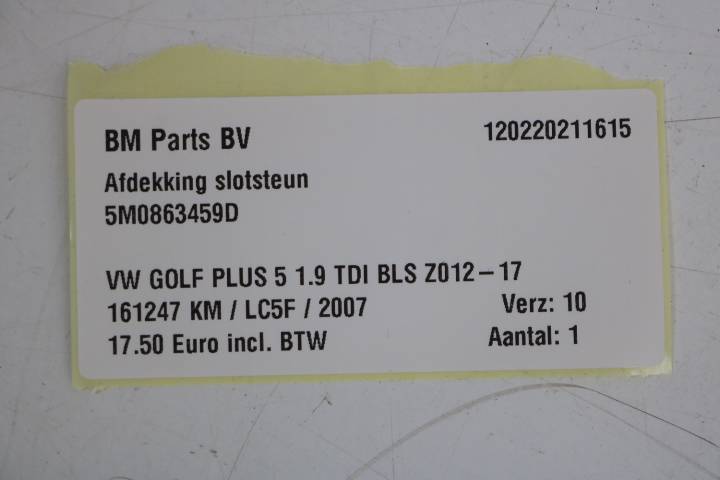 BM Parts BV 120220211615
Afdekking slotsteun
5M0863459D
VW GOLF PLUS 5 1.9 TDI BLS Z012-17
161247 KM / LC5F / 2007 Verz: 10
17.50 Euro incl. BTW Aantal: 1